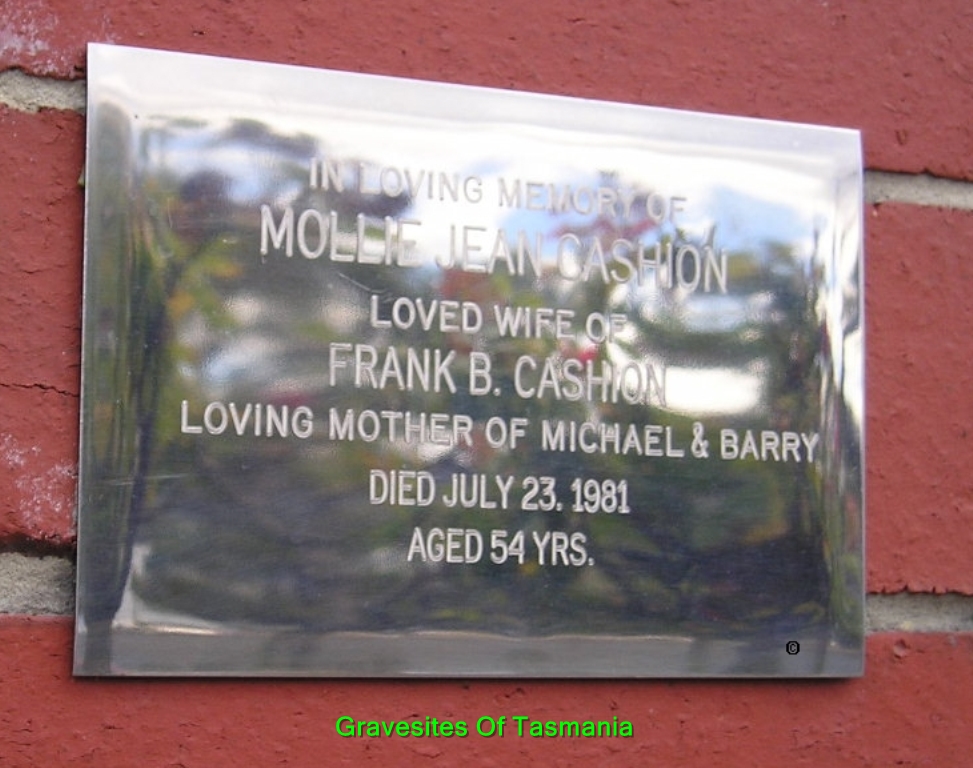 IN LOVING MEMORY OF
MOLLIE JEAN CASHION
LOVED WIFE OF
FRANK B. CASHION
LOVING MOTHER OF MICHAEL & BARRY
DIED JULY 23. 1981
AGED 54 YRS.
©
Gravesites Of Tasmania